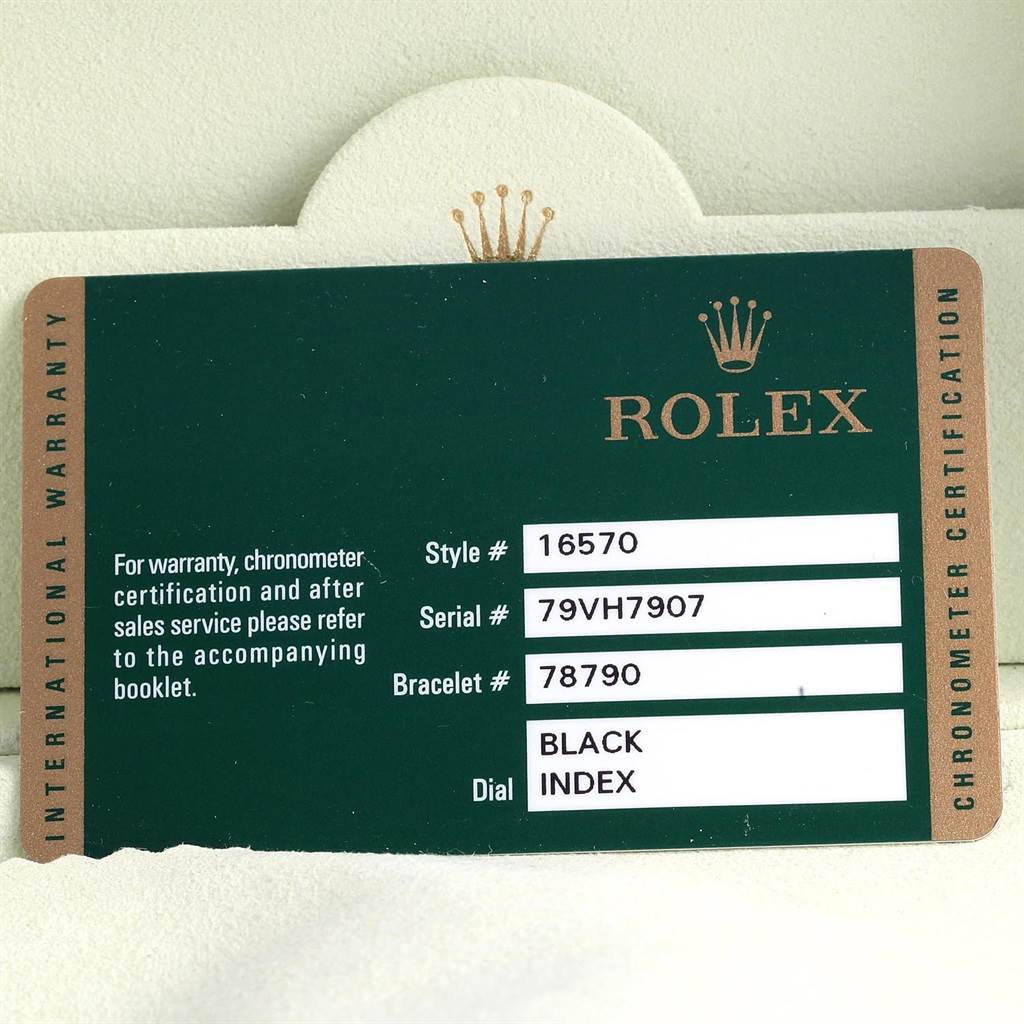 ROLEX
INTERNATIONAL WARRANTY
CHRONOMETER CERTIFICATION
For warranty, chronometer
certification and after
sales service please refer
to the accompanying
booklet.
Style # 16570
Serial # 79VH7907
Bracelet # 78790
Dial BLACK
INDEX